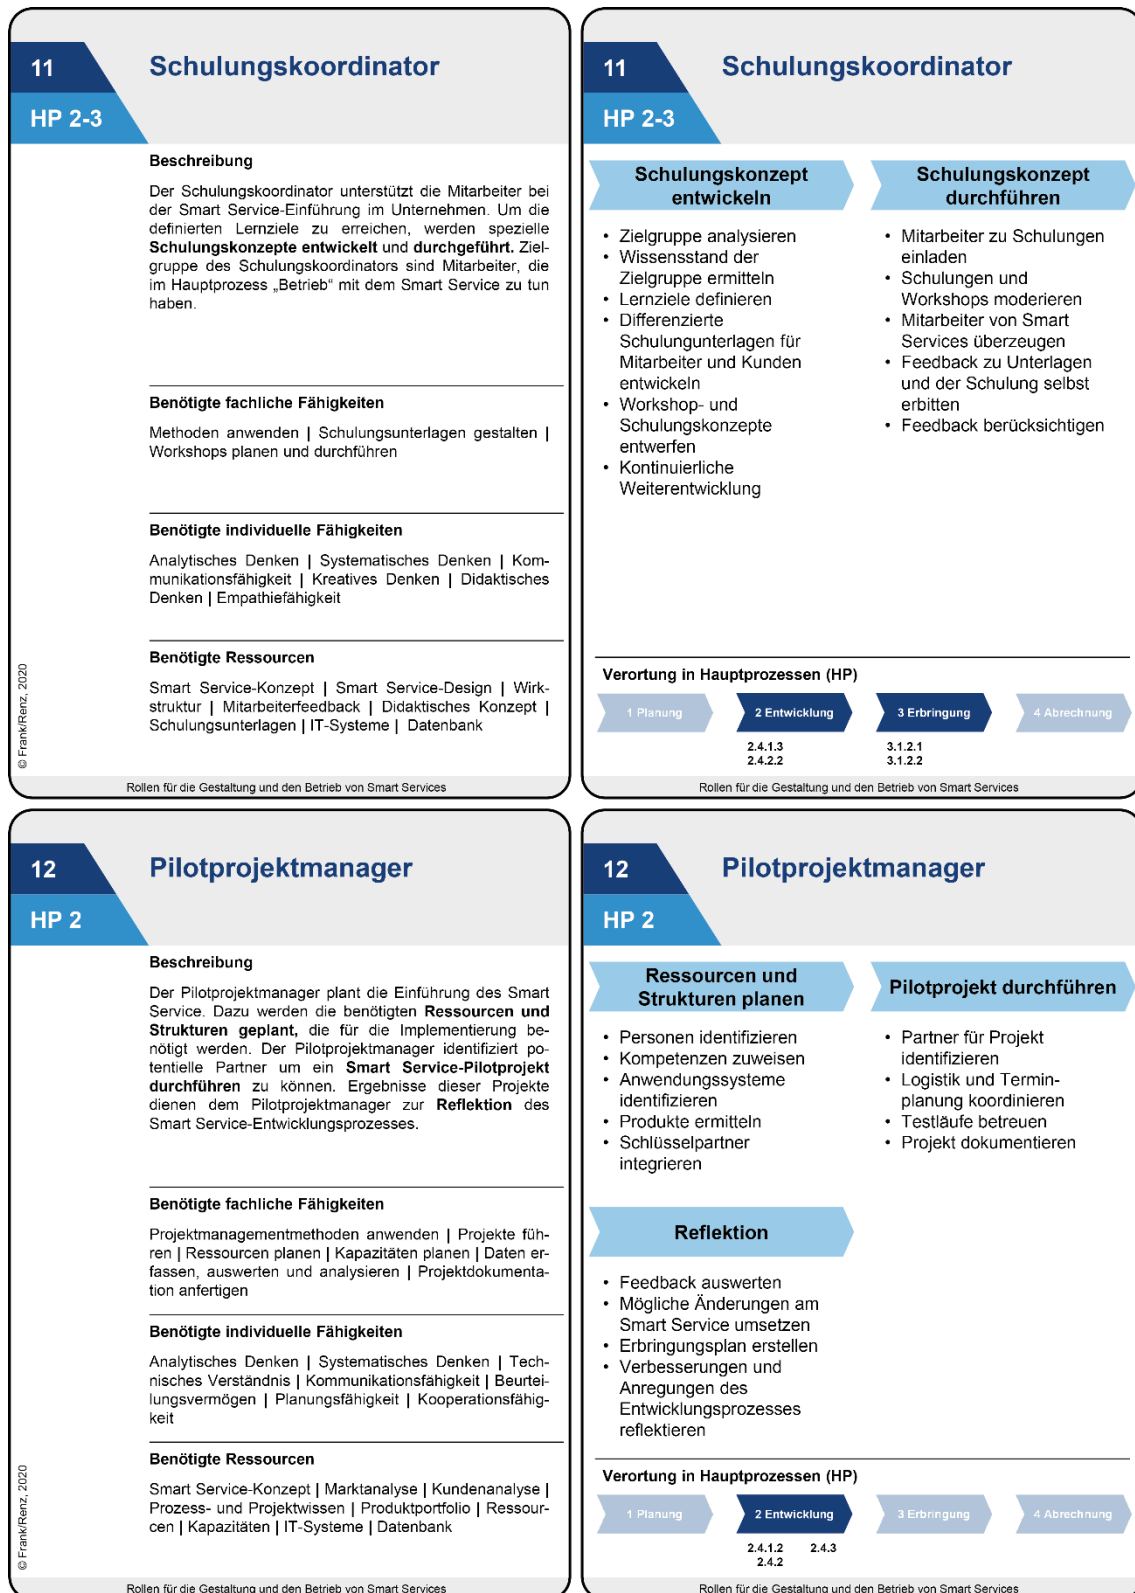 11
Schulungskoordinator
HP 2-3
Beschreibung
Der Schulungskoordinator unterstützt die Mitarbeiter bei
der Smart Service-Einführung im Unternehmen. Um die
definierten Lernziele zu erreichen, werden spezielle
Schulungskonzepte entwickelt und durchgeführt. Ziel-
gruppe des Schulungskoordinators sind Mitarbeiter, die
im Hauptprozess „Betrieb“ mit dem Smart Service zu tun
haben.
Benötigte fachliche Fähigkeiten
Methoden anwenden | Schulungsunterlagen gestalten |
Workshops planen und durchführen
Benötigte individuelle Fähigkeiten
Analytisches Denken | Systematisches Denken | Kom-
munikationsfähigkeit | Kreatives Denken | Didaktisches
Denken | Empathiefähigkeit
Benötigte Ressourcen
Smart Service-Konzept | Smart Service-Design | Wirk-
struktur | Mitarbeiterfeedback | Didaktisches Konzept |
Schulungsunterlagen | IT-Systeme | Datenbank
© Frank/Renz, 2020
Rollen für die Gestaltung und den Betrieb von Smart Services
11
Schulungskoordinator
HP 2-3
Schulungskonzept
entwickeln
• Zielgruppe analysieren
• Wissensstand der
Zielgruppe ermitteln
• Lernziele definieren
• Differenzierte
Schulungunterlagen für
Mitarbeiter und Kunden
entwickeln
• Workshop- und
Schulungskonzepte
entwerfen
• Kontinuierliche
Weiterentwicklung
Schulungskonzept
durchführen
• Mitarbeiter zu Schulungen
einladen
• Schulungen und
Workshops moderieren
• Mitarbeiter von Smart
Services überzeugen
• Feedback zu Unterlagen
und der Schulung selbst
erbitten
• Feedback berücksichtigen
Verortung in Hauptprozessen (HP)
1 Planung
2 Entwicklung
3 Erbringung
4 Abrechnung
2.4.1.3
2.4.2.2
3.1.2.1
3.1.2.2
Rollen für die Gestaltung und den Betrieb von Smart Services
12
Pilotprojektmanager
HP 2
Beschreibung
Der Pilotprojektmanager plant die Einführung des Smart
Service. Dazu werden die benötigten Ressourcen und
Strukturen geplant, die für die Implementierung be-
nötigt werden. Der Pilotprojektmanager identifiziert po-
tentielle Partner um ein Smart Service-Pilotprojekt
durchführen zu können. Ergebnisse dieser Projekte
dienen dem Pilotprojektmanager zur Reflektion des
Smart Service-Entwicklungsprozesses.
Benötigte fachliche Fähigkeiten
Projektmanagementmethoden anwenden | Projekte füh-
ren | Ressourcen planen | Kapazitäten planen | Daten er-
fassen, auswerten und analysieren | Projektdokumenta-
tion anfertigen
Benötigte individuelle Fähigkeiten
Analytisches Denken | Systematisches Denken | Tech-
nisches Verständnis | Kommunikationsfähigkeit | Beurtei-
lungsvermögen | Planungsfähigkeit | Kooperationsfähig-
keit
Benötigte Ressourcen
Smart Service-Konzept | Marktanalyse | Kundenanalyse |
Prozess- und Projektwissen | Produktportfolio | Ressour-
cen | Kapazitäten | IT-Systeme | Datenbank
© Frank/Renz, 2020
Rollen für die Gestaltung und den Betrieb von Smart Services
12
Pilotprojektmanager
HP 2
Ressourcen und
Strukturen planen
• Personen identifizieren
• Kompetenzen zuweisen
• Anwendungssysteme
identifizieren
• Produkte ermitteln
• Schlüsselpartner
integrieren
Pilotprojekt durchführen
• Partner für Projekt
identifizieren
• Logistik und Termin-
planung koordinieren
• Testläufe betreuen
• Projekt dokumentieren
Reflektion
• Feedback auswerten
• Mögliche Änderungen am
Smart Service umsetzen
• Erbringungsplan erstellen
• Verbesserungen und
Anregungen des
Entwicklungsprozesses
reflektieren
Verortung in Hauptprozessen (HP)
1 Planung
2 Entwicklung
3 Erbringung
4 Abrechnung
2.4.1.2 2.4.3
2.4.2
Rollen für die Gestaltung und den Betrieb von Smart Services